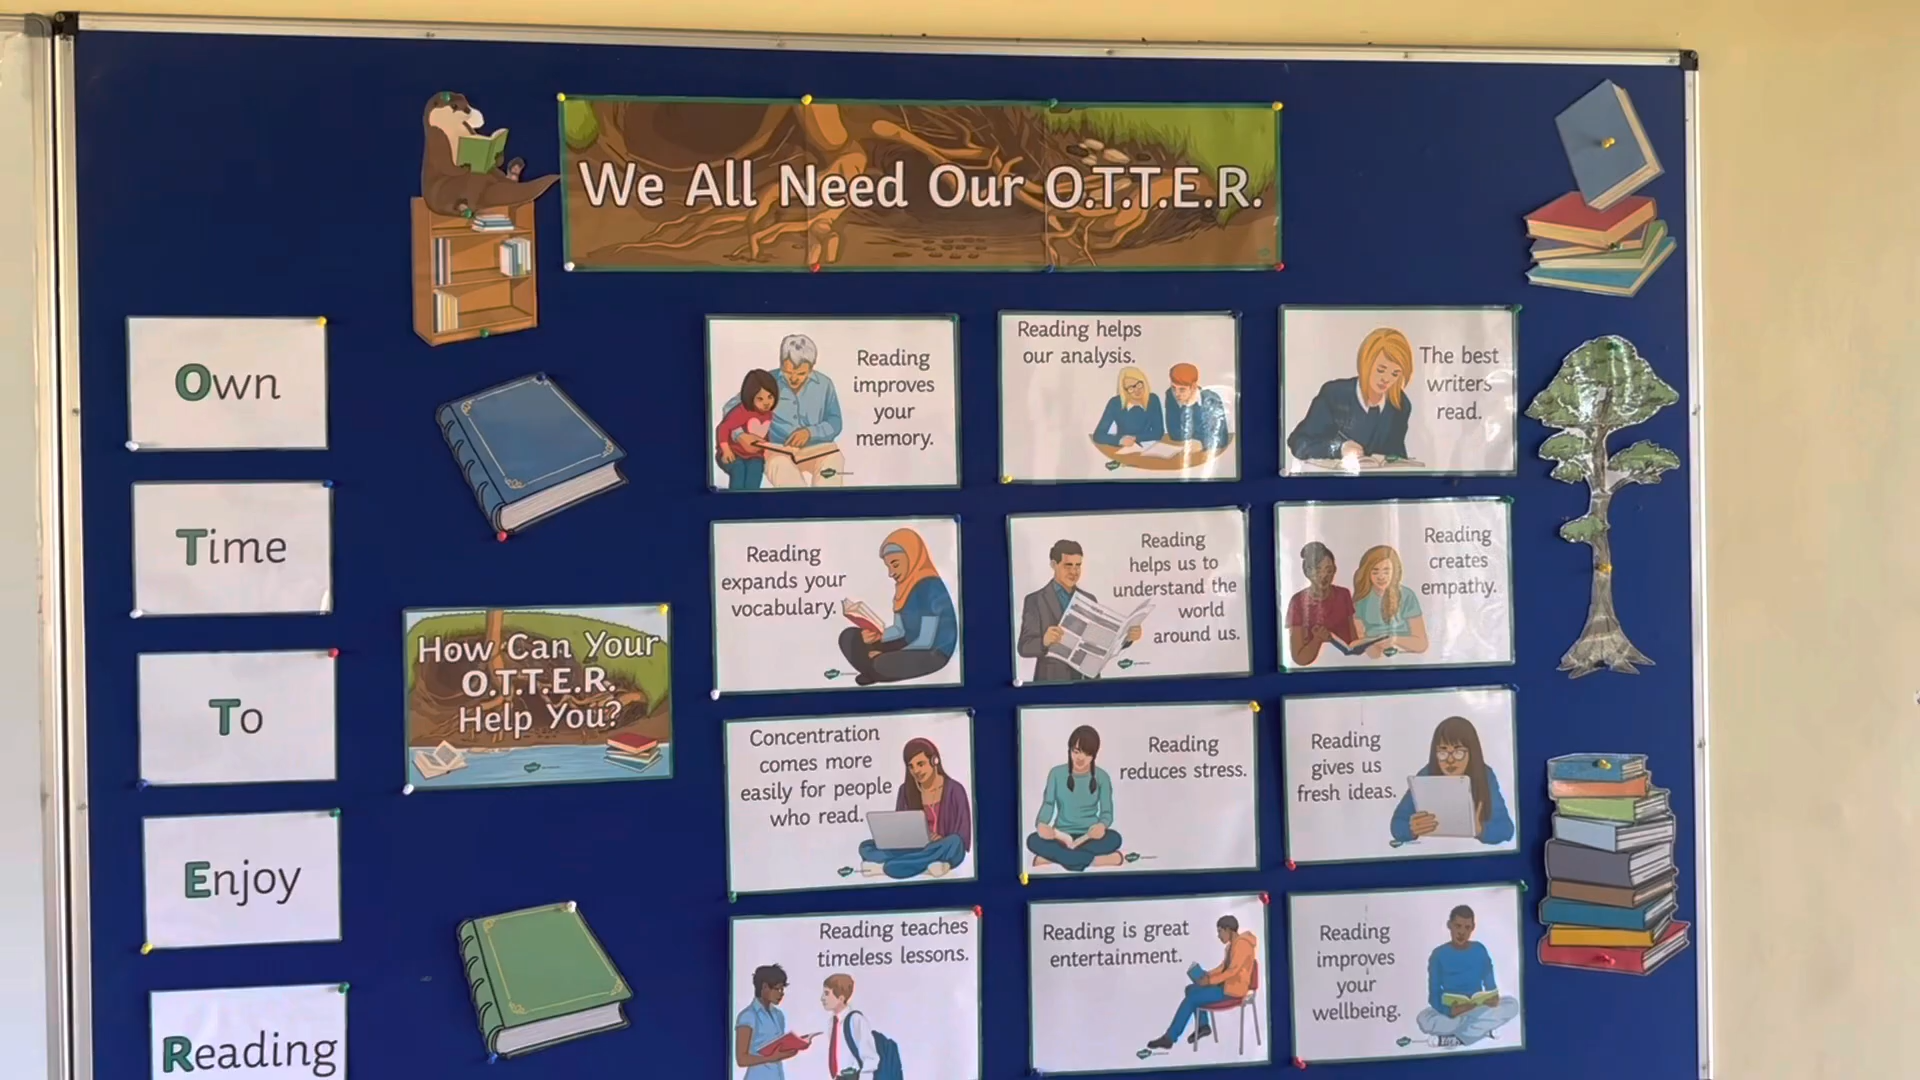 We All Need Our O.T.T.E.R.
Own
Time
To
Enjoy
Reading
How Can Your
O.T.T.E.R.
Help You?
Reading
improves
your
memory.
Reading helps
our analysis.
The best
writers
read.
Reading
expands your
vocabulary.
Reading
helps us to
understand the
world
around us.
Reading
creates
empathy.
Concentration
comes more
easily for people
who read.
Reading
reduces stress.
Reading
gives us
fresh ideas.
Reading teaches
timeless lessons.
Reading is great
entertainment.
Reading
improves
your
wellbeing.